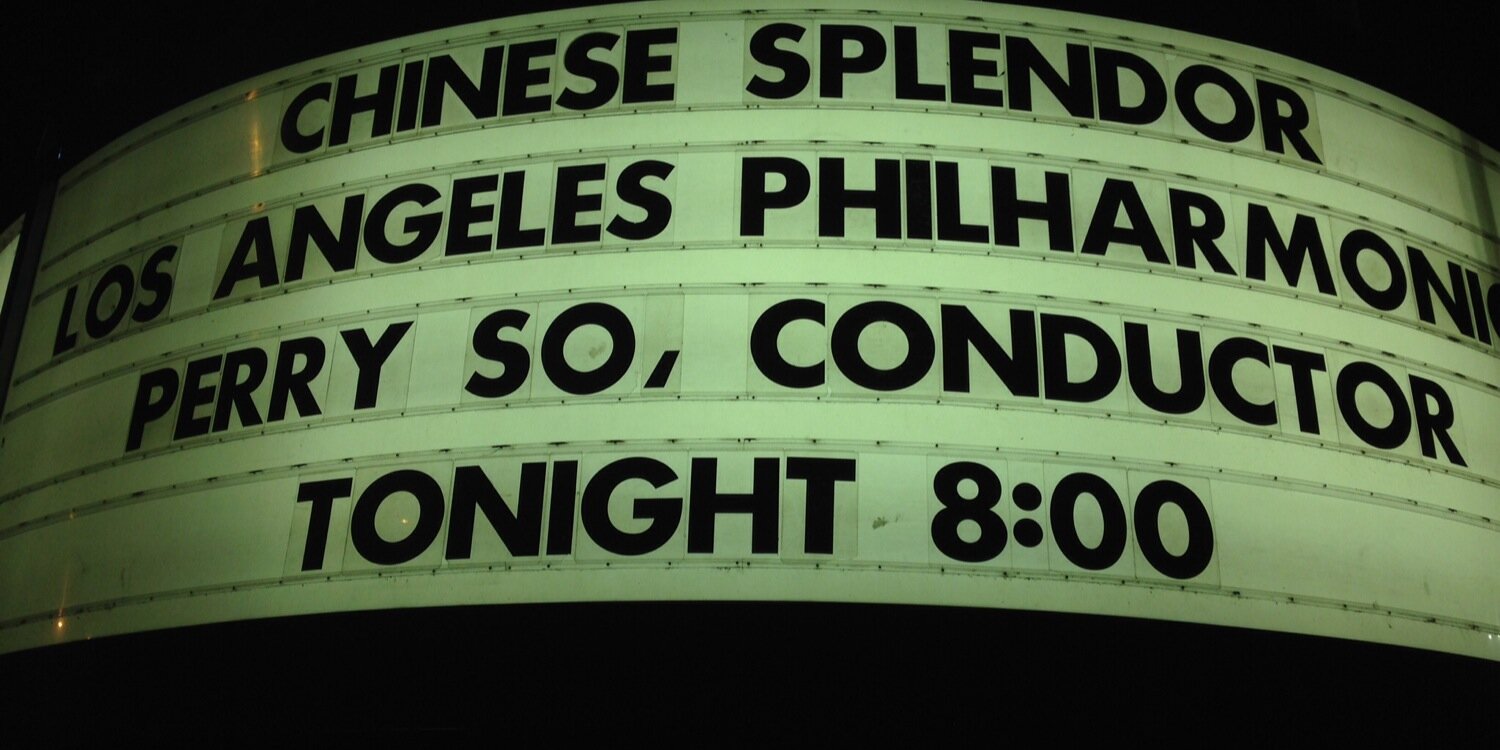 CHINESE SPLENDOR
LOS ANGELES PHILHARMONIC
PERRY SO, CONDUCTOR
TONIGHT 8:00